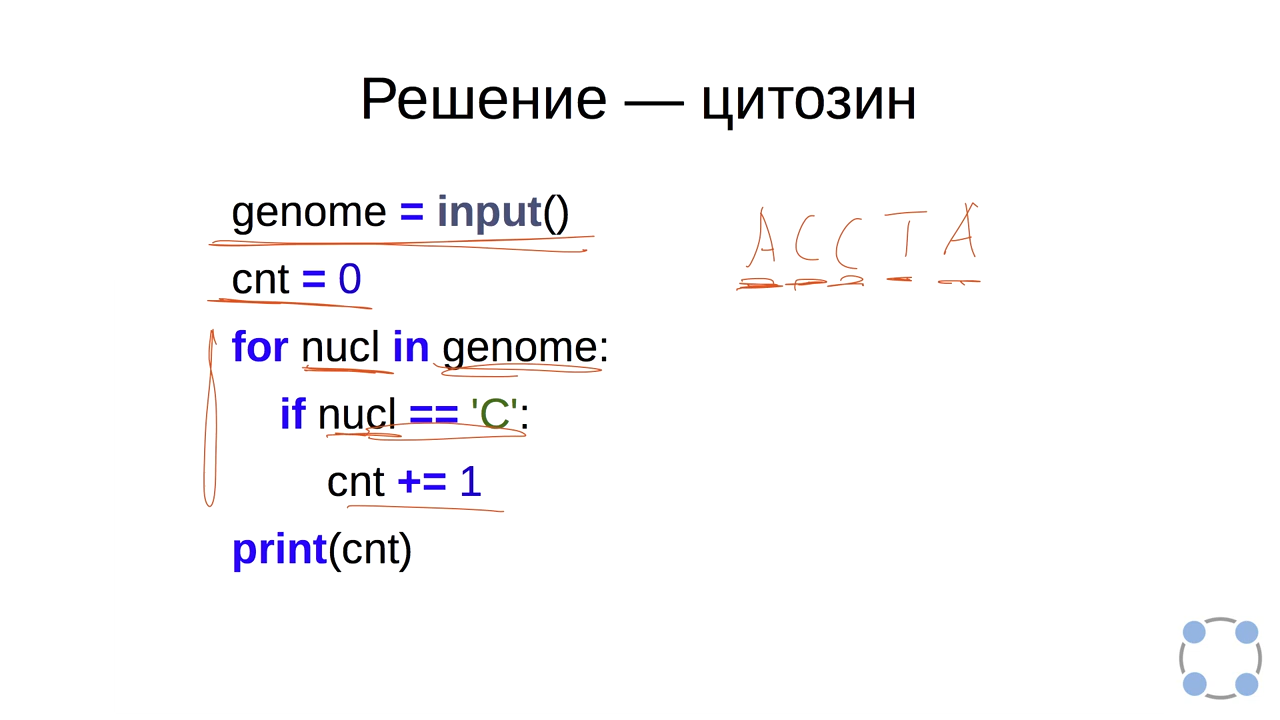 Решение — цитозин
genome = input()
ACCTA
cnt = 0
for nucl in genome:
if nucl == 'C':
cnt += 1
print(cnt)